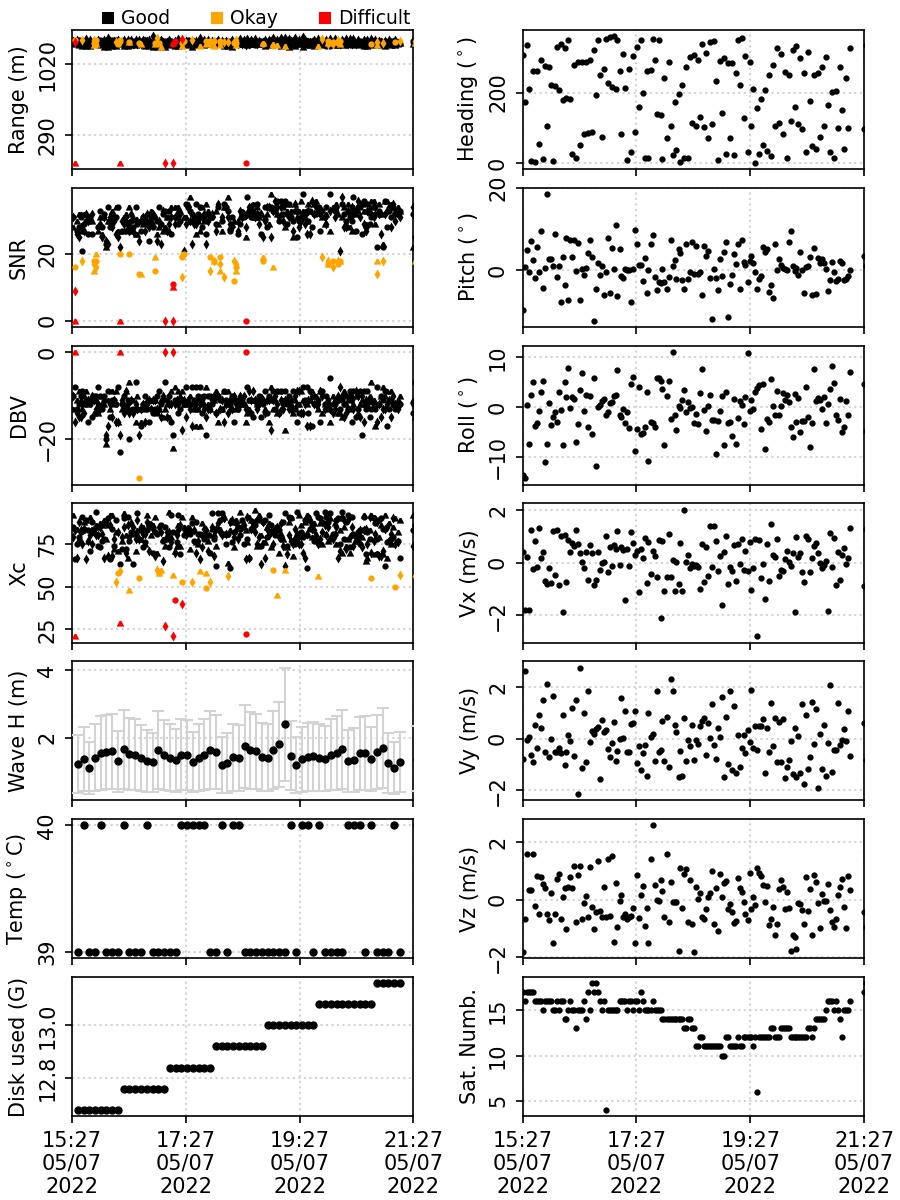 Good Okay Difficult
Range (m)
1020
290
Heading (°)
200
0
SNR
20
0
Pitch (°)
20
0
DBV
0
−20
Roll (°)
10
0
−10
Xc
75
50
25
Vx (m/s)
2
0
−2
Wave H (m)
4
2
Vy (m/s)
2
0
−2
Temp (°C)
40
39
Vz (m/s)
2
0
−2
Disk used (G)
13.0
12.8
Sat. Numb.
15
10
5
15:27 17:27 19:27 21:27 15:27 17:27 19:27 21:27
05/07 05/07 05/07 05/07 05/07 05/07 05/07 05/07
2022 2022 2022 2022 2022 2022 2022 2022